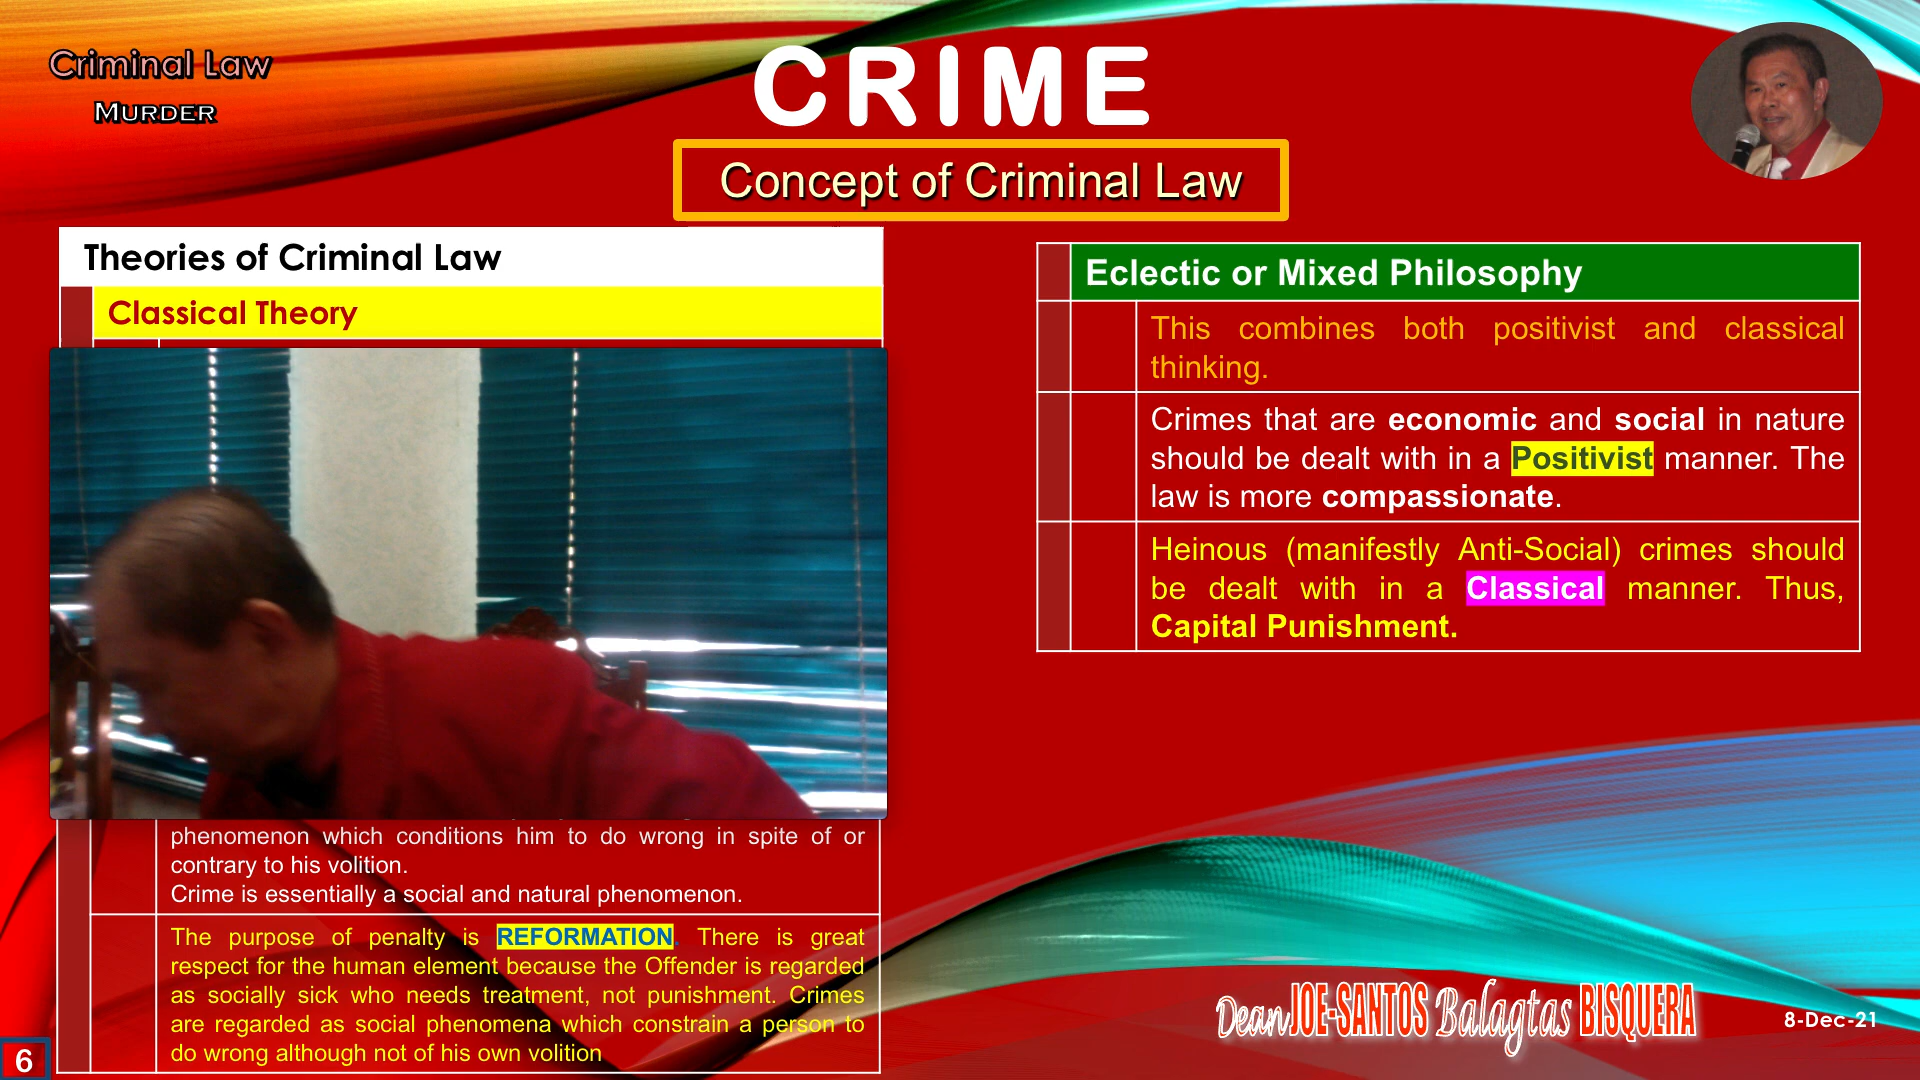 Criminal Law
MURDER
CRIME
Concept of Criminal Law
Theories of Criminal Law
Classical Theory
phenomenon which conditions him to do wrong in spite of or
contrary to his volition.
Crime is essentially a social and natural phenomenon.
The purpose of penalty is REFORMATION. There is great
respect for the human element because the Offender is regarded
as socially sick who needs treatment, not punishment. Crimes
are regarded as social phenomena which constrain a person to
do wrong although not of his own volition
Eclectic or Mixed Philosophy
This combines both positivist and classical
thinking.
Crimes that are economic and social in nature
should be dealt with in a Positivist manner. The
law is more compassionate.
Heinous (manifestly Anti-Social) crimes should
be dealt with in a Classical manner. Thus,
Capital Punishment.
Dean JOE-SANTOS Balagtas BISQUERA
8-Dec-21
6